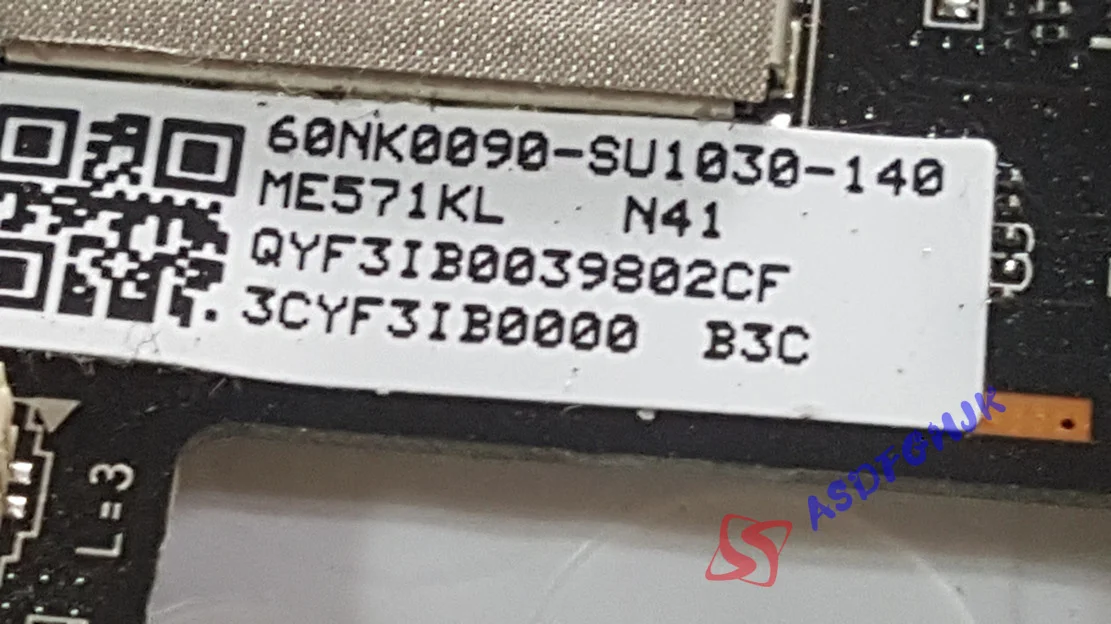 60NK0090-SU1030-140
ME571KL N41
QYF3IB0039802CF
3CYF3IB0000 B3C
L=3
ASDFGHJK